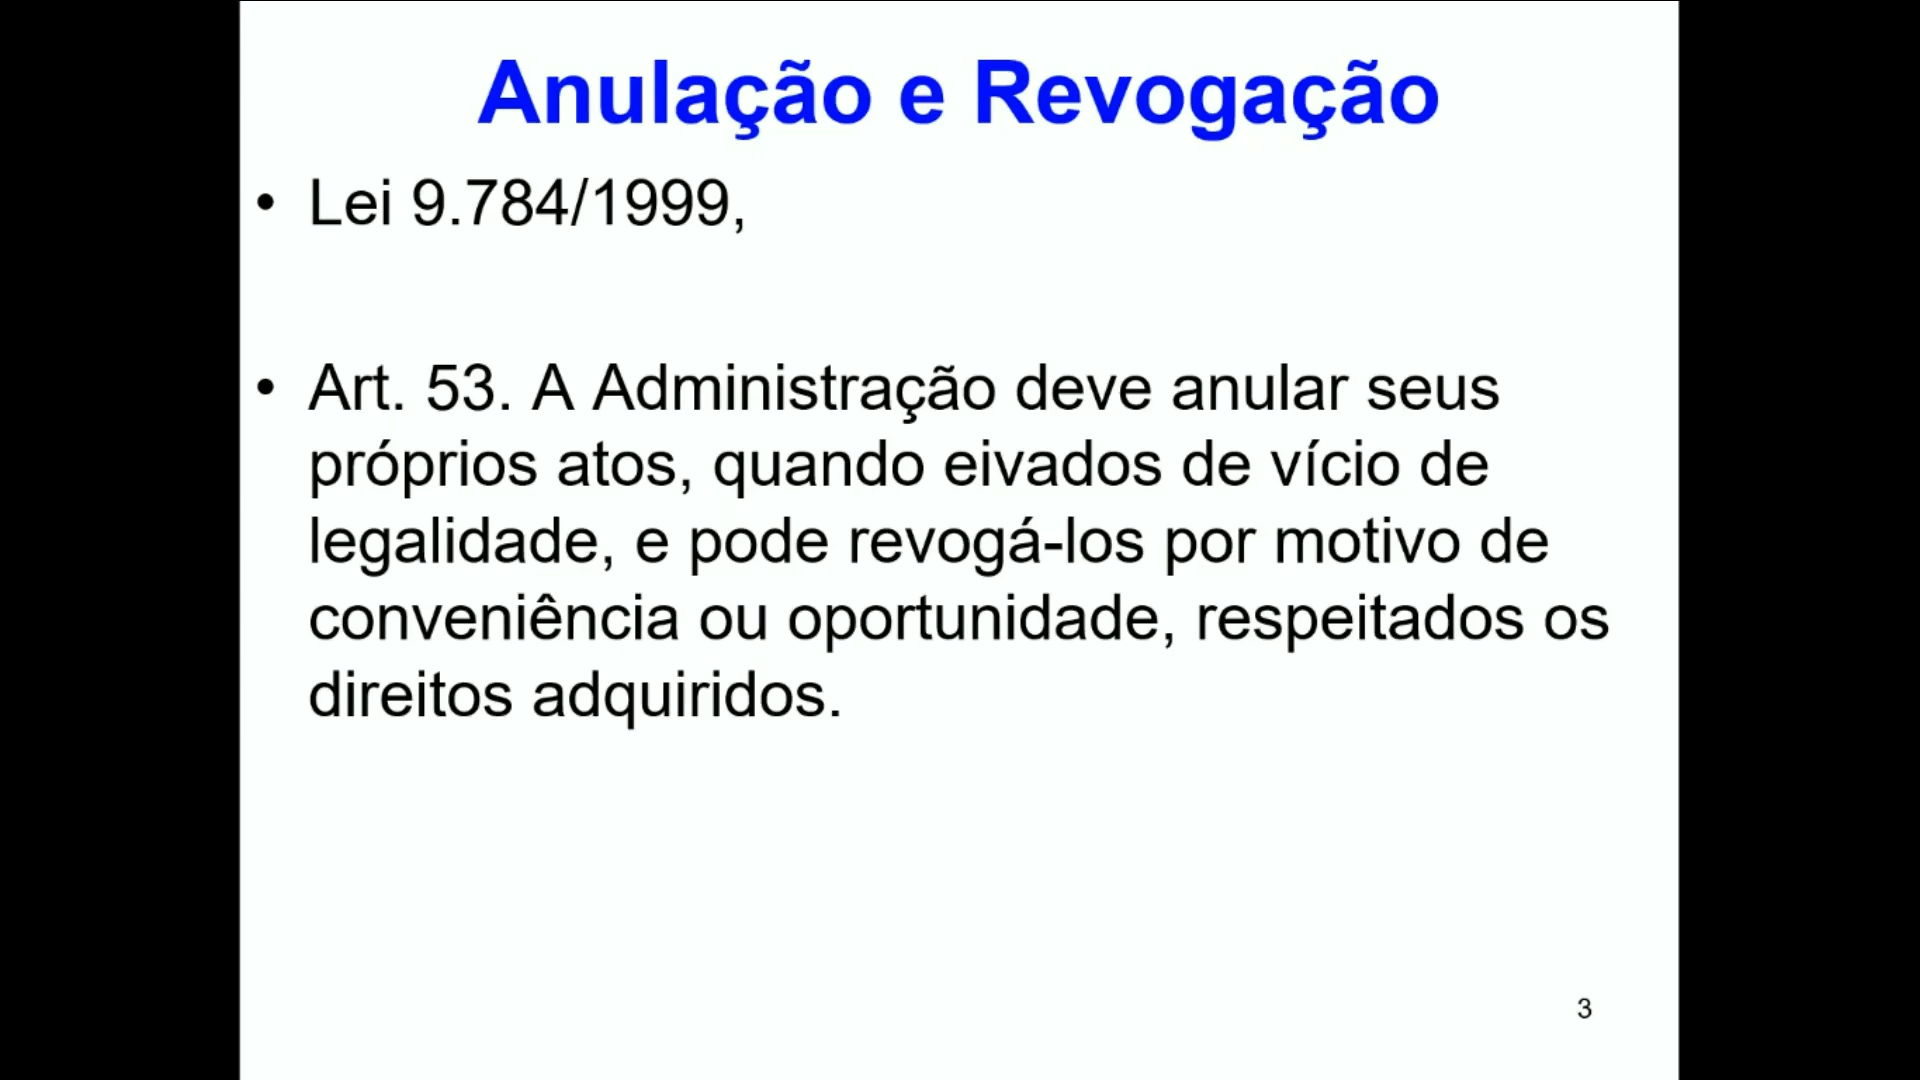 Anulação e Revogação
• Lei 9.784/1999,
• Art. 53. A Administração deve anular seus
próprios atos, quando eivados de vício de
legalidade, e pode revogá-los por motivo de
conveniência ou oportunidade, respeitados os
direitos adquiridos.
3